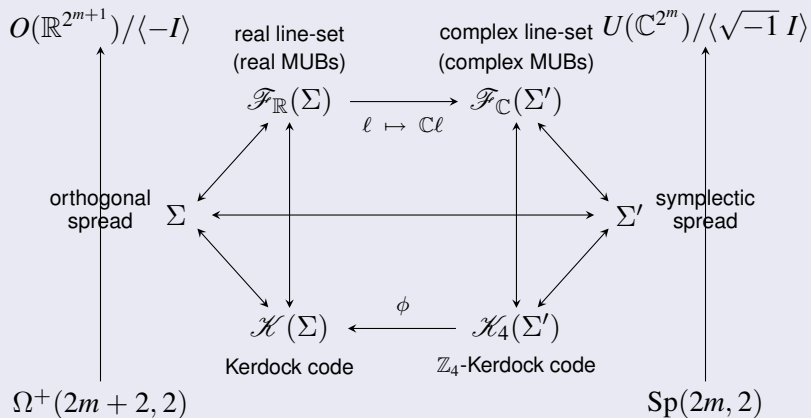 O(ℝ^{2^{m+1}})/⟨−I⟩
real line-set
(real MUBs)
complex line-set
(complex MUBs)
U(ℂ^{2^m})/⟨√−1 I⟩
ℱ_ℝ(Σ)
ℓ ↦ ℂℓ
ℱ_ℂ(Σ′)
orthogonal
spread
Σ
Σ′
symplectic
spread
𝒦(Σ)
ϕ
𝒦_4(Σ′)
Kerdock code
ℤ_4-Kerdock code
Ω^+(2m + 2, 2)
Sp(2m, 2)